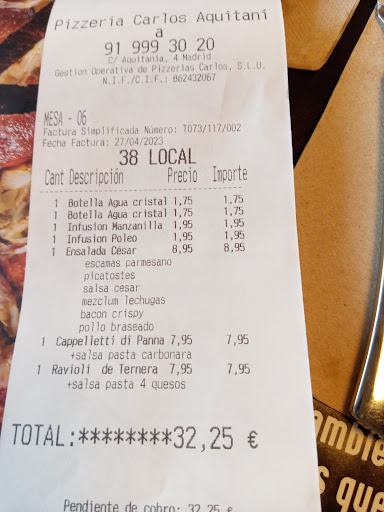 Pizzería Carlos Aquitani
a
91 999 30 20
C/ Aquitania, 4 Madrid
Gestion Operativa de Pizzerias Carlos, S.L.U.
N.I.F./C.I.F.: B62432067
MESA - 06
Factura Simplificada Número: T073/117/002
Fecha Factura: 27/04/2023
38 LOCAL
Cant Descripción Precio Importe
1 Botella Agua cristal 1,75 1,75
1 Botella Agua cristal 1,75 1,75
1 Infusion Manzanilla 1,95 1,95
1 Infusion Poleo 1,95 1,95
1 Ensalada César 8,95 8,95
escamas parmesano
picatostes
salsa cesar
mezclum lechugas
bacon crispy
pollo braseado
1 Cappelletti di Panna 7,95 7,95
+salsa pasta carbonara
1 Ravioli de Ternera 7,95 7,95
+salsa pasta 4 quesos
TOTAL:********32,25 €
Pendiente de cobro: 32,25 €